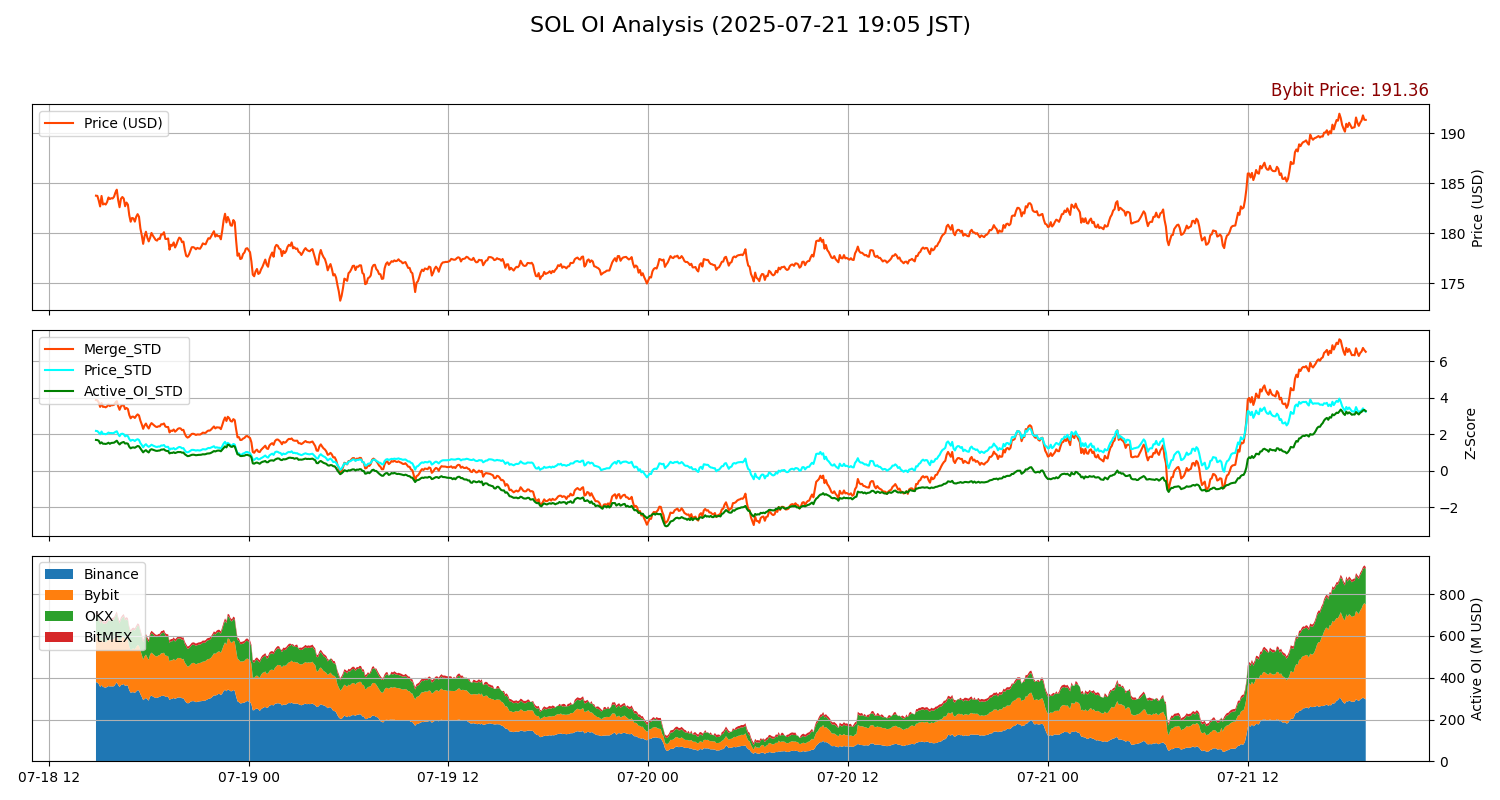 SOL OI Analysis (2025-07-21 19:05 JST)
Bybit Price: 191.36
Price (USD)
190
185
180
175
Price (USD)
Merge_STD
Price_STD
Active_OI_STD
6
4
2
0
−2
Z-Score
Binance
Bybit
OKX
BitMEX
800
600
400
200
0
Active OI (M USD)
07-18 12
07-19 00
07-19 12
07-20 00
07-20 12
07-21 00
07-21 12